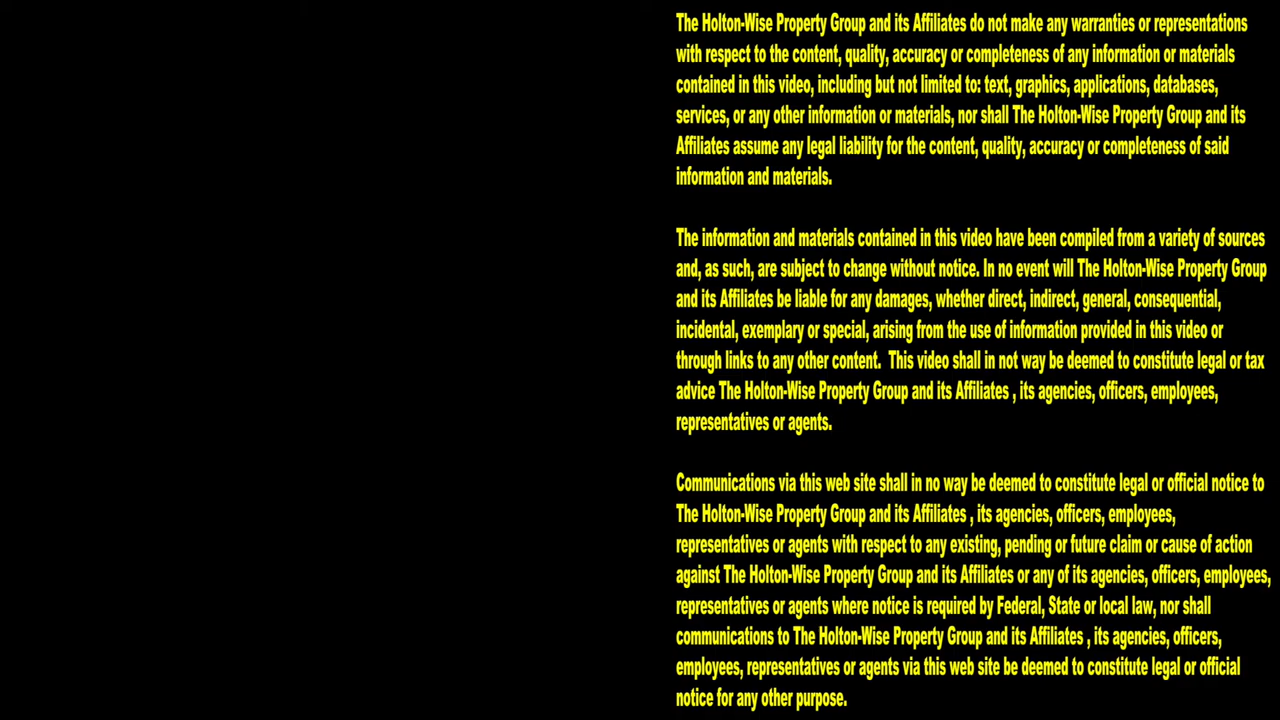 The Holton-Wise Property Group and its Affiliates do not make any warranties or representations
with respect to the content, quality, accuracy or completeness of any information or materials
contained in this video, including but not limited to: text, graphics, applications, databases,
services, or any other information or materials, nor shall The Holton-Wise Property Group and its
Affiliates assume any legal liability for the content, quality, accuracy or completeness of said
information and materials.
The information and materials contained in this video have been compiled from a variety of sources
and, as such, are subject to change without notice. In no event will The Holton-Wise Property Group
and its Affiliates be liable for any damages, whether direct, indirect, general, consequential,
incidental, exemplary or special, arising from the use of information provided in this video or
through links to any other content.  This video shall in not way be deemed to constitute legal or tax
advice The Holton-Wise Property Group and its Affiliates , its agencies, officers, employees,
representatives or agents.
Communications via this web site shall in no way be deemed to constitute legal or official notice to
The Holton-Wise Property Group and its Affiliates , its agencies, officers, employees,
representatives or agents with respect to any existing, pending or future claim or cause of action
against The Holton-Wise Property Group and its Affiliates or any of its agencies, officers, employees,
representatives or agents where notice is required by Federal, State or local law, nor shall
communications to The Holton-Wise Property Group and its Affiliates , its agencies, officers,
employees, representatives or agents via this web site be deemed to constitute legal or official
notice for any other purpose.